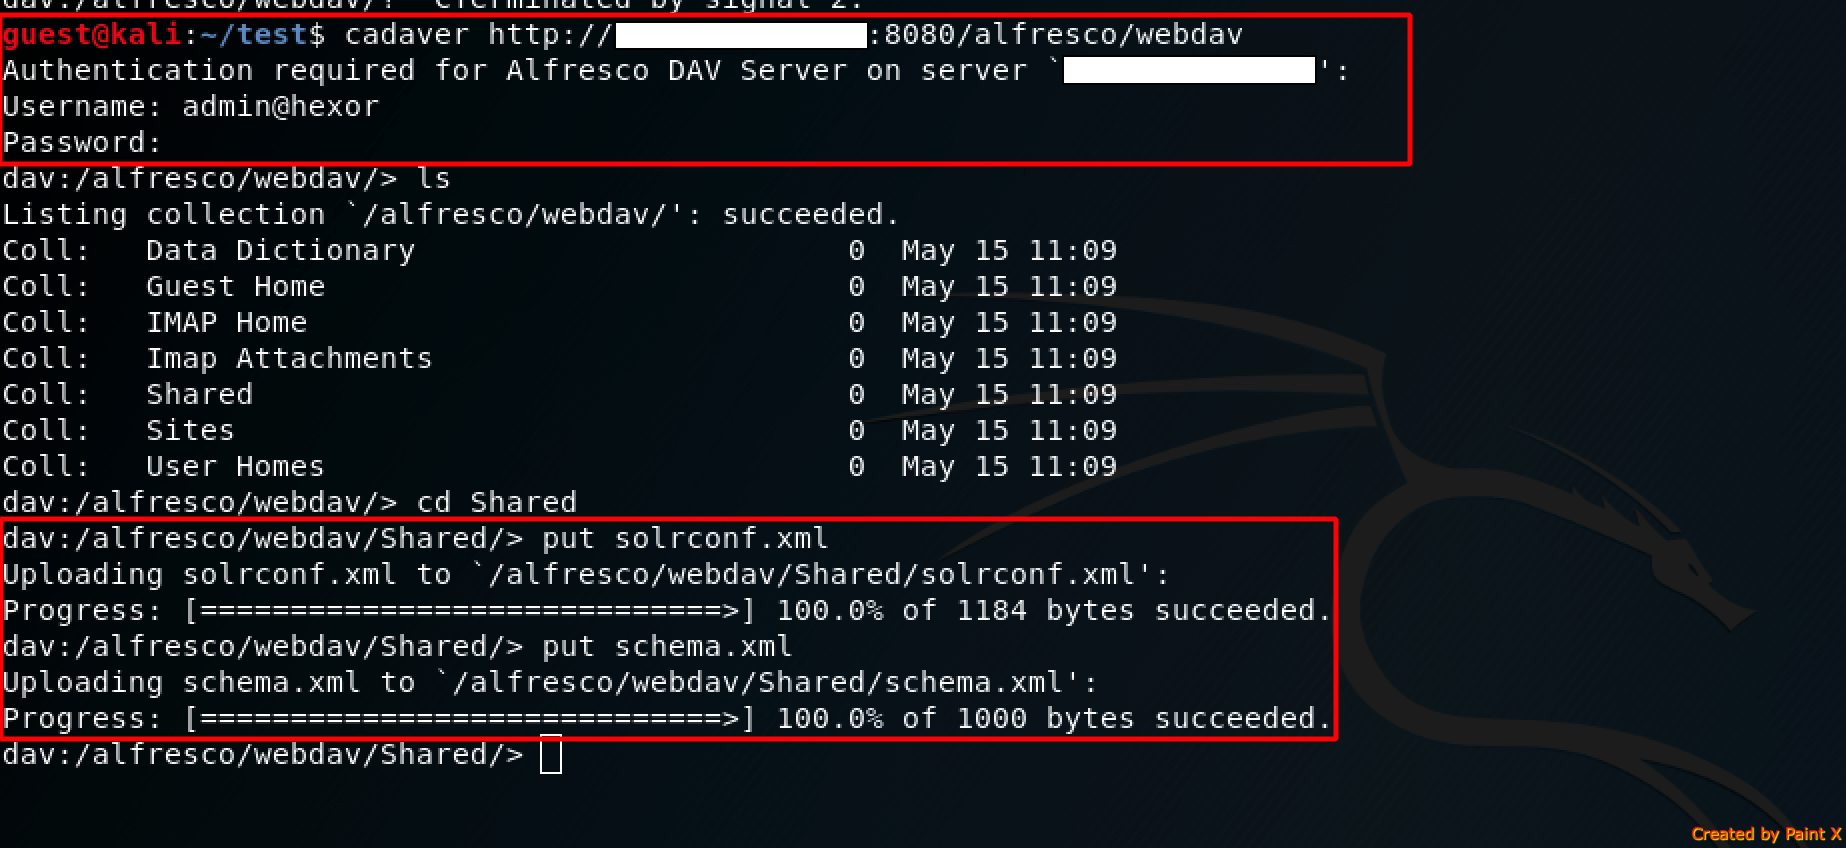 dav:/alfresco/webdav/? ^Cterminated by signal 2.
guest@kali:~/test$ cadaver http:// :8080/alfresco/webdav
Authentication required for Alfresco DAV Server on server ` ':
Username: admin@hexor
Password:
dav:/alfresco/webdav/> ls
Listing collection `/alfresco/webdav/': succeeded.
Coll:   Data Dictionary                        0  May 15 11:09
Coll:   Guest Home                             0  May 15 11:09
Coll:   IMAP Home                              0  May 15 11:09
Coll:   Imap Attachments                       0  May 15 11:09
Coll:   Shared                                 0  May 15 11:09
Coll:   Sites                                  0  May 15 11:09
Coll:   User Homes                             0  May 15 11:09
dav:/alfresco/webdav/> cd Shared
dav:/alfresco/webdav/Shared/> put solrconf.xml
Uploading solrconf.xml to `/alfresco/webdav/Shared/solrconf.xml':
Progress: [=============================>] 100.0% of 1184 bytes succeeded.
dav:/alfresco/webdav/Shared/> put schema.xml
Uploading schema.xml to `/alfresco/webdav/Shared/schema.xml':
Progress: [=============================>] 100.0% of 1000 bytes succeeded.
dav:/alfresco/webdav/Shared/>
Created by Paint X